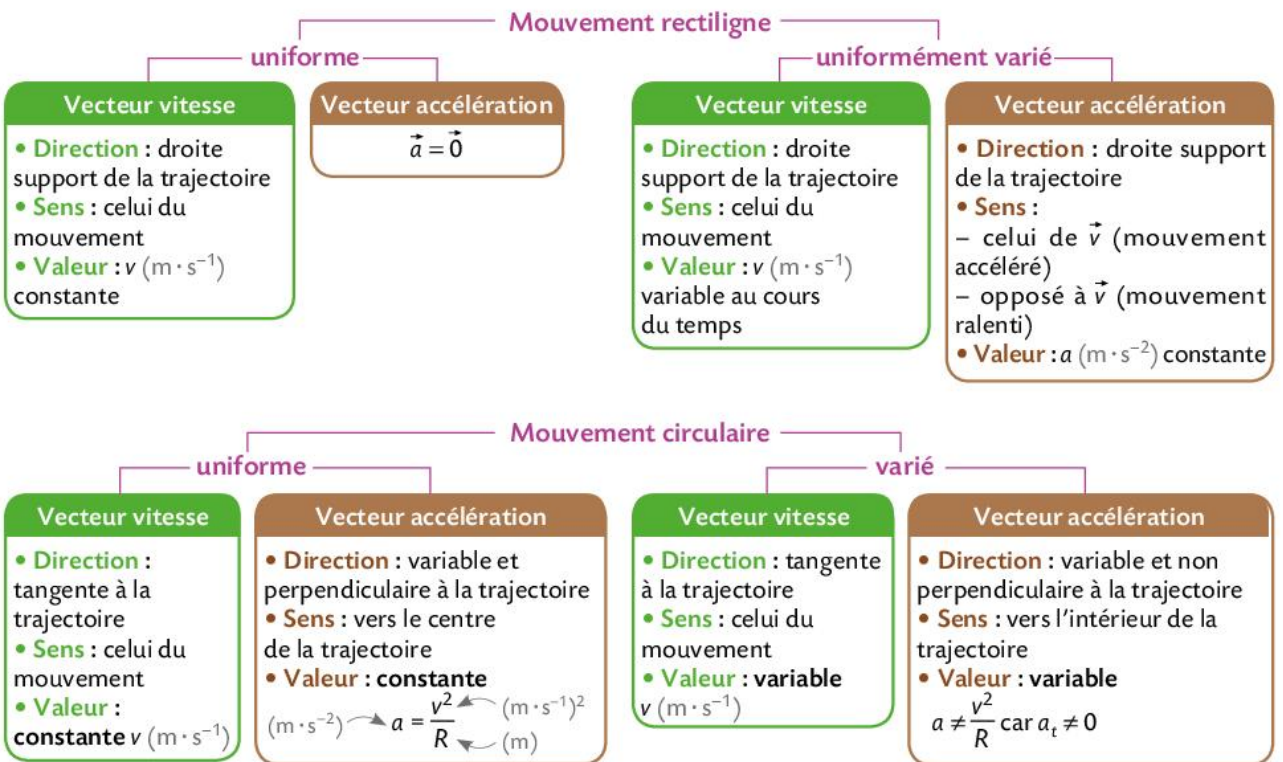 Mouvement rectiligne
uniforme
Vecteur vitesse
• Direction : droite
support de la trajectoire
• Sens : celui du
mouvement
• Valeur : v (m · s⁻¹)
constante
Vecteur accélération
a⃗ = 0⃗
uniformément varié
Vecteur vitesse
• Direction : droite
support de la trajectoire
• Sens : celui du
mouvement
• Valeur : v (m · s⁻¹)
variable au cours
du temps
Vecteur accélération
• Direction : droite support
de la trajectoire
• Sens :
– celui de v⃗ (mouvement
accéléré)
– opposé à v⃗ (mouvement
ralenti)
• Valeur : a (m · s⁻²) constante
Mouvement circulaire
uniforme
Vecteur vitesse
• Direction :
tangente à la
trajectoire
• Sens : celui du
mouvement
• Valeur :
constante v (m · s⁻¹)
Vecteur accélération
• Direction : variable et
perpendiculaire à la trajectoire
• Sens : vers le centre
de la trajectoire
• Valeur : constante
(m · s⁻²) a = v²/R (m · s⁻¹)²
(m)
varié
Vecteur vitesse
• Direction : tangente
à la trajectoire
• Sens : celui du
mouvement
• Valeur : variable
v (m · s⁻¹)
Vecteur accélération
• Direction : variable et non
perpendiculaire à la trajectoire
• Sens : vers l'intérieur de la
trajectoire
• Valeur : variable
a ≠ v²/R car aₜ ≠ 0